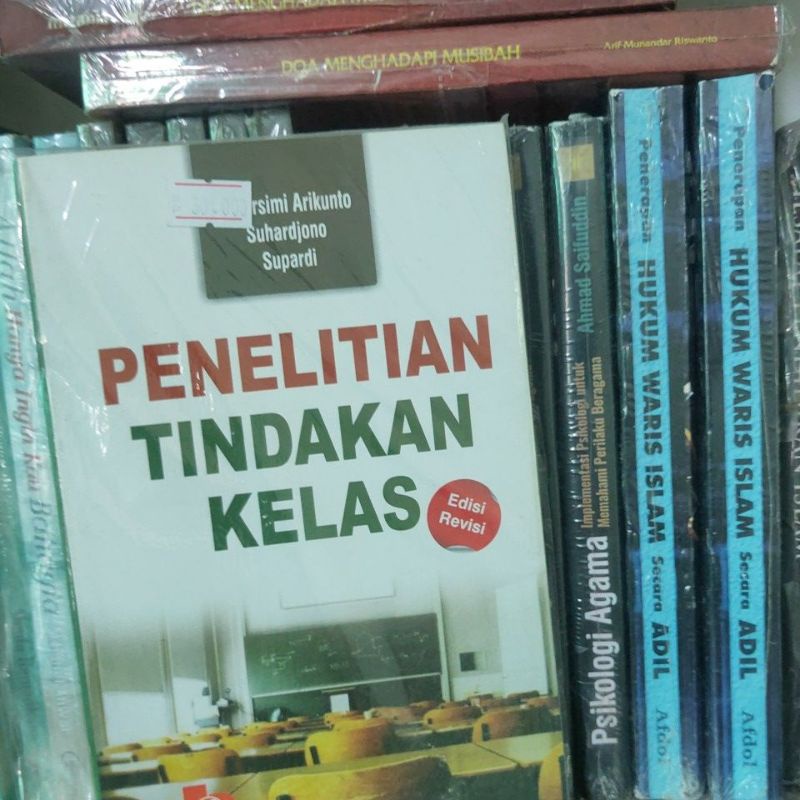 DOA MENGHADAPI MUSIBAH Arif Munandar Riswanto
rsimi Arikunto
Suhardjono
Supardi
PENELITIAN
TINDAKAN
KELAS
Edisi
Revisi
Psikologi Agama
Implementasi Psikologi untuk
Memahami Perilaku Beragama
Ahmad Saifuddin
Penerapan HUKUM WARIS ISLAM Secara ADIL Afdol
Penerapan HUKUM WARIS ISLAM Secara ADIL Afdol